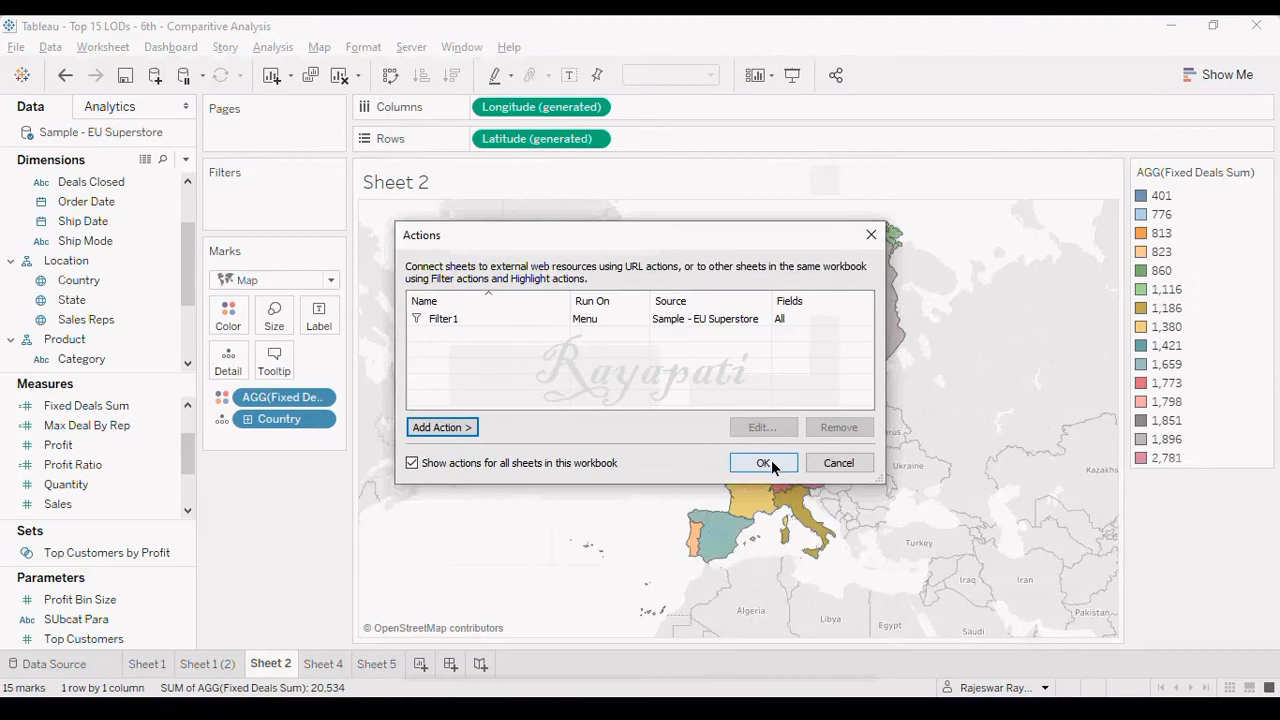 Tableau - Top 15 LODs - 6th - Comparitive Analysis
File Data Worksheet Dashboard Story Analysis Map Format Server Window Help
Show Me
Data Analytics
Sample - EU Superstore
Dimensions
Abc Deals Closed
Order Date
Ship Date
Abc Ship Mode
Location
Country
State
Abc Sales Reps
Product
Abc Category
Measures
Fixed Deals Sum
Max Deal By Rep
Profit
Profit Ratio
Quantity
Sales
Sets
Top Customers by Profit
Parameters
Profit Bin Size
Abc SUbcat Para
Top Customers
Pages
Filters
Marks
Map
Color Size Label
Detail Tooltip
AGG(Fixed De..
Country
Columns Longitude (generated)
Rows Latitude (generated)
Sheet 2
Actions
Connect sheets to external web resources using URL actions, or to other sheets in the same workbook
using Filter actions and Highlight actions.
Name Run On Source Fields
Filter1 Menu Sample - EU Superstore All
Rayapati
Add Action > Edit... Remove
Show actions for all sheets in this workbook OK Cancel
Ukraine
Turkey
Iraq Iran
Algeria Libya Egypt
Saudi
Pakistan
© OpenStreetMap contributors
AGG(Fixed Deals Sum)
401
776
813
823
860
1,116
1,186
1,380
1,421
1,659
1,773
1,798
1,851
1,896
2,781
Data Source Sheet 1 Sheet 1 (2) Sheet 2 Sheet 4 Sheet 5
15 marks 1 row by 1 column SUM of AGG(Fixed Deals Sum): 20,534 Rajeswar Ray...